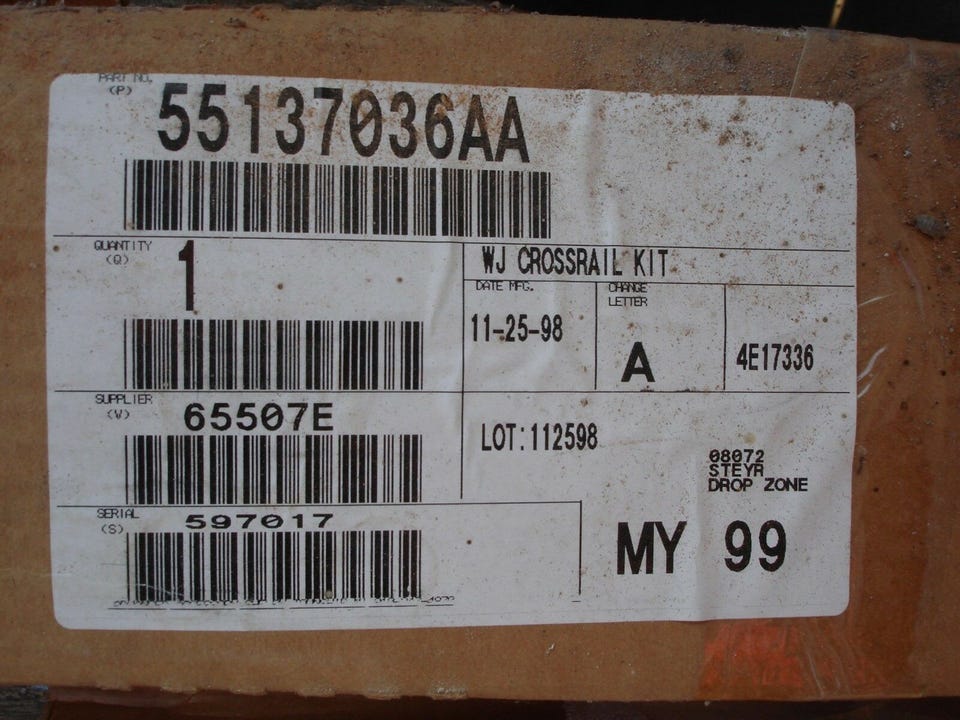 PART NO.
(P)
55137036AA
QUANTITY
(Q)
1
WJ CROSSRAIL KIT
DATE MFG.
11-25-98
CHANGE
LETTER
A
4E17336
SUPPLIER
(V)
65507E
LOT:112598
08072
STEYR
DROP ZONE
SERIAL
(S)
597017
MY 99